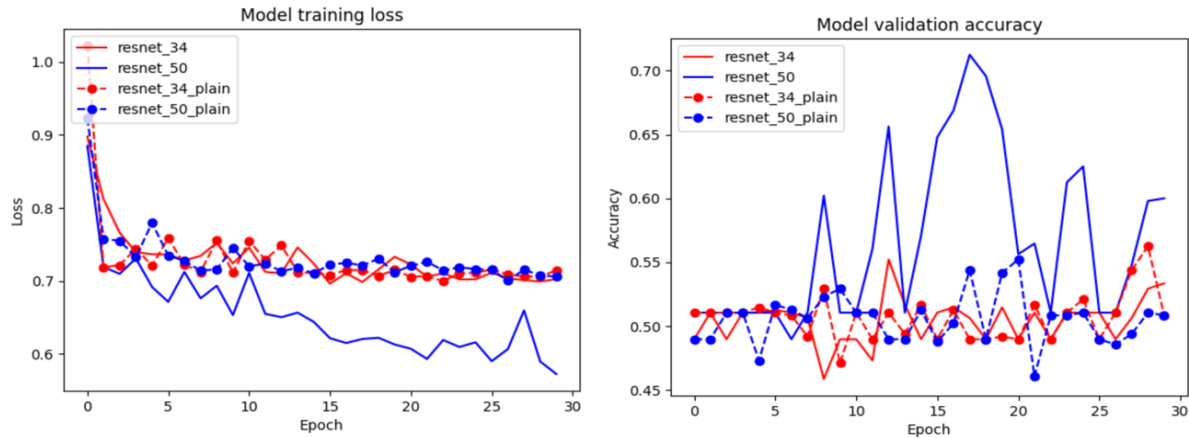 Model training loss
resnet_34
resnet_50
resnet_34_plain
resnet_50_plain
1.0
0.9
0.8
0.7
0.6
Loss
0 5 10 15 20 25 30
Epoch
Model validation accuracy
resnet_34
resnet_50
resnet_34_plain
resnet_50_plain
0.70
0.65
0.60
0.55
0.50
0.45
Accuracy
0 5 10 15 20 25 30
Epoch